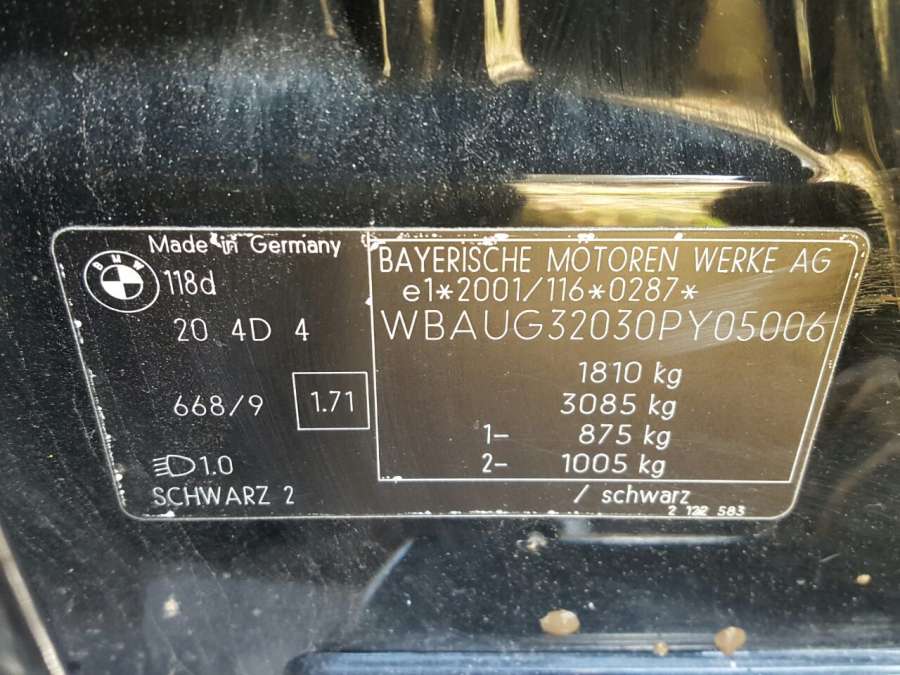 BMW
Made in Germany
118d
20 4D 4
668/9 1.71
1.0
SCHWARZ 2
BAYERISCHE MOTOREN WERKE AG
e1*2001/116*0287*
WBAUG32030PY05006
1810 kg
3085 kg
1- 875 kg
2- 1005 kg
/ schwarz
2 122 583